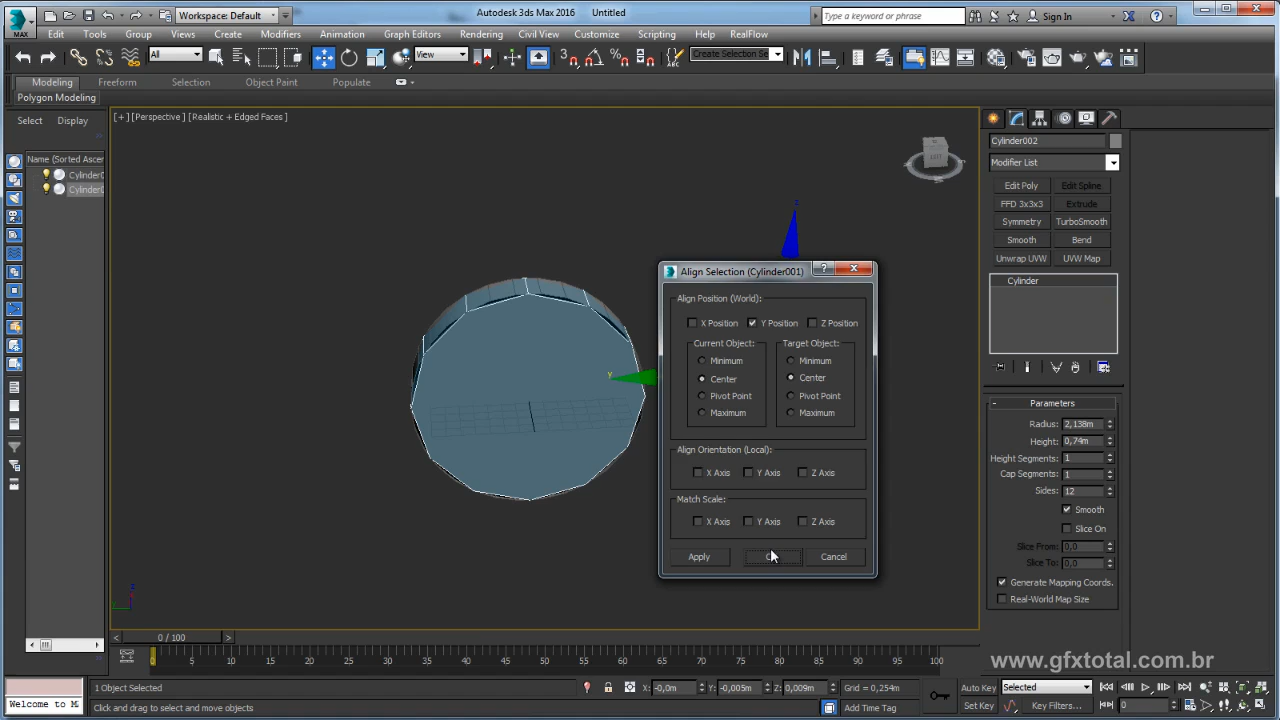 MAX
Workspace: Default
Autodesk 3ds Max 2016 Untitled
Type a keyword or phrase
Sign In
Edit Tools Group Views Create Modifiers Animation Graph Editors Rendering Civil View Customize Scripting Help RealFlow
All
View
Create Selection Se
Modeling Freeform Selection Object Paint Populate
Polygon Modeling
Select Display
[+] [Perspective] [Realistic + Edged Faces]
Name (Sorted Ascen
Cylinder0
Cylinder0
Cylinder002
Modifier List
Edit Poly Edit Spline
FFD 3x3x3 Extrude
Symmetry TurboSmooth
Smooth Bend
Unwrap UVW UVW Map
Cylinder
z
y
z
Align Selection (Cylinder001)
Align Position (World):
X Position Y Position Z Position
Current Object: Target Object:
Minimum Minimum
Center Center
Pivot Point Pivot Point
Maximum Maximum
Align Orientation (Local):
X Axis Y Axis Z Axis
Match Scale:
X Axis Y Axis Z Axis
Apply Cancel
- Parameters
Radius: 2,138m
Height: 0,74m
Height Segments: 1
Cap Segments: 1
Sides: 12
Smooth
Slice On
Slice From: 0,0
Slice To: 0,0
Generate Mapping Coords.
Real-World Map Size
< 0 / 100 >
0 5 10 15 20 25 30 35 40 45 50 55 60 65 70 75 80 85 90 95 100
www.gfxtotal.com.br
1 Object Selected
X: -0,0m Y: -0,005m Z: 0,009m Grid = 0,254m
Auto Key Selected
Welcome to M
Click and drag to select and move objects
Add Time Tag
Set Key Key Filters...
0